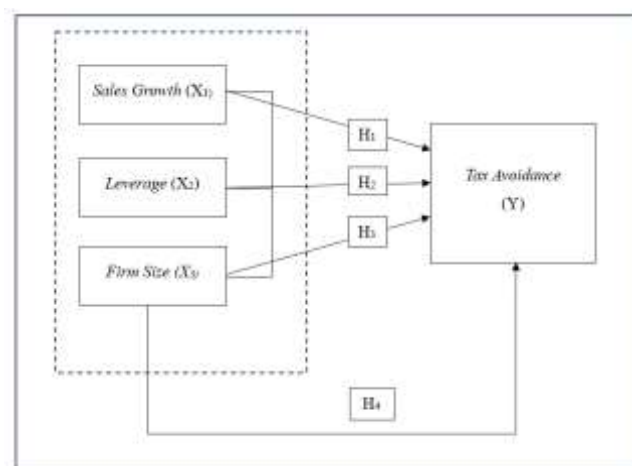 Sales Growth (X1)
H1
Leverage (X2)
H2
Tax Avoidance
(Y)
Firm Size (X3)
H3
H4